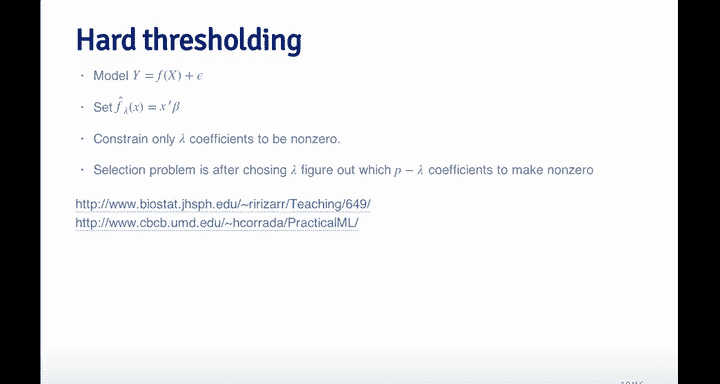 Hard thresholding
· Model Y = f(X) + ϵ
· Set f̂_λ(x) = x′β
· Constrain only λ coefficients to be nonzero.
· Selection problem is after chosing λ figure out which p − λ coefficients to make nonzero
http://www.biostat.jhsph.edu/~ririzarr/Teaching/649/
http://www.cbcb.umd.edu/~hcorrada/PracticalML/